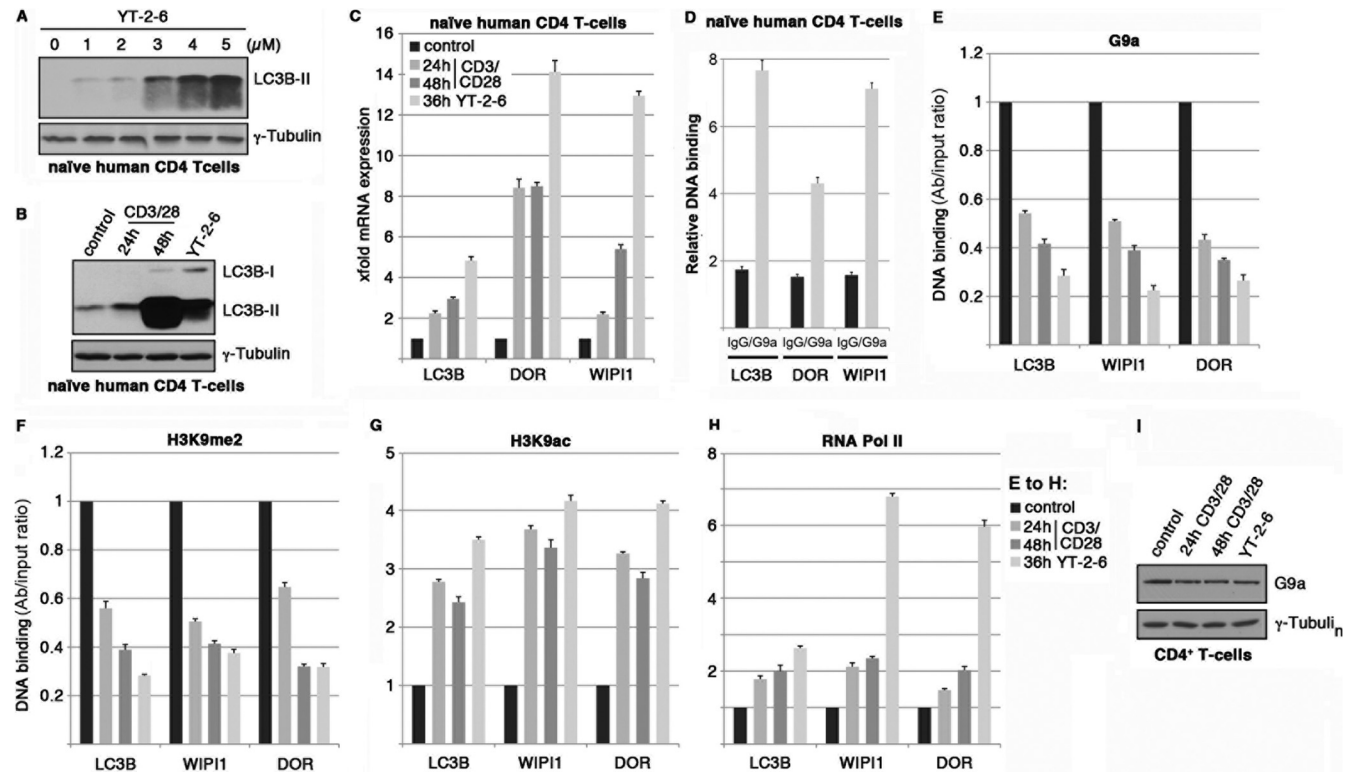 A
YT-2-6
0 1 2 3 4 5 (μM)
LC3B-II
γ-Tubulin
naïve human CD4 Tcells
B
control
24h
CD3/28
48h
YT-2-6
LC3B-I
LC3B-II
γ-Tubulin
naïve human CD4 T-cells
C
naïve human CD4 T-cells
xfold mRNA expression
16
14
12
10
8
6
4
2
control
24h CD3/
48h CD28
36h YT-2-6
LC3B DOR WIPI1
D
naïve human CD4 T-cells
Relative DNA binding
8
6
4
2
IgG/G9a IgG/G9a IgG/G9a
LC3B DOR WIPI1
E
G9a
DNA binding (Ab/input ratio)
1.2
1
0.8
0.6
0.4
0.2
LC3B WIPI1 DOR
F
H3K9me2
DNA binding (Ab/input ratio)
1.2
1
0.8
0.6
0.4
0.2
LC3B WIPI1 DOR
G
H3K9ac
5
4
3
2
1
LC3B WIPI1 DOR
H
RNA Pol II
8
6
4
2
LC3B WIPI1 DOR
E to H:
control
24h CD3/
48h CD28
36h YT-2-6
I
control
24h CD3/28
48h CD3/28
YT-2-6
G9a
γ-Tubulin
CD4+ T-cells